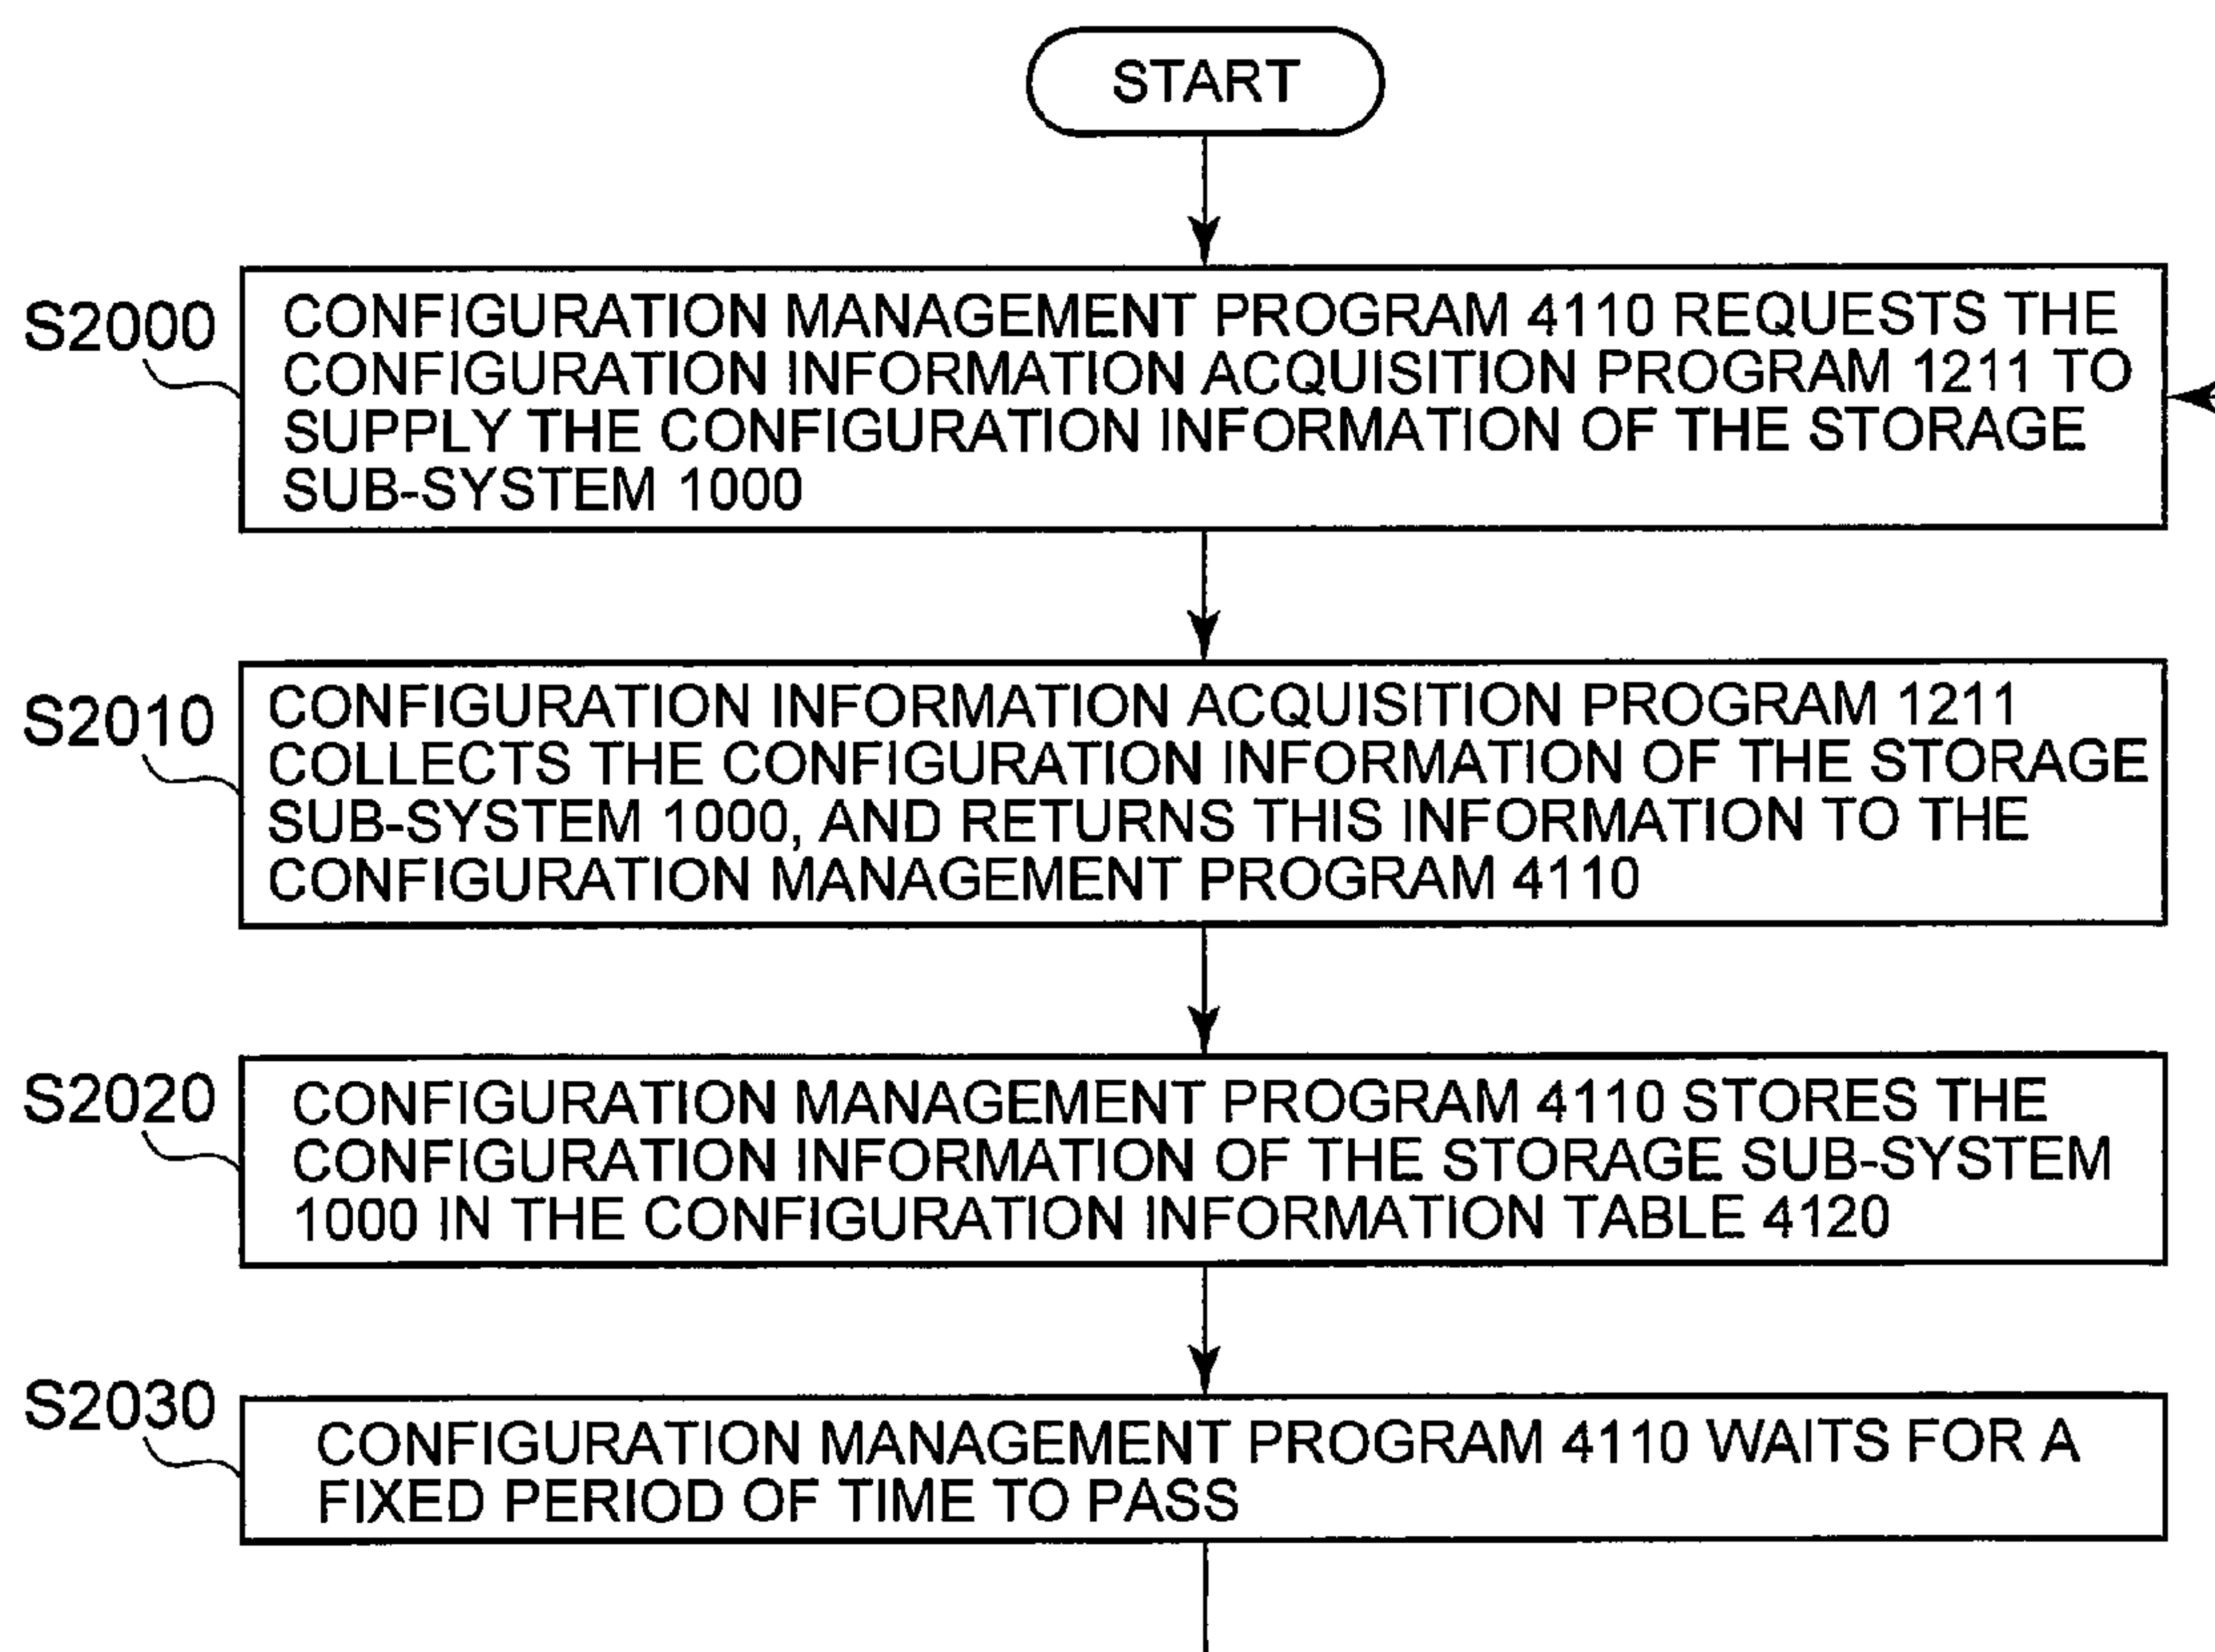 START
S2000
CONFIGURATION MANAGEMENT PROGRAM 4110 REQUESTS THE
CONFIGURATION INFORMATION ACQUISITION PROGRAM 1211 TO
SUPPLY THE CONFIGURATION INFORMATION OF THE STORAGE
SUB-SYSTEM 1000
S2010
CONFIGURATION INFORMATION ACQUISITION PROGRAM 1211
COLLECTS THE CONFIGURATION INFORMATION OF THE STORAGE
SUB-SYSTEM 1000, AND RETURNS THIS INFORMATION TO THE
CONFIGURATION MANAGEMENT PROGRAM 4110
S2020
CONFIGURATION MANAGEMENT PROGRAM 4110 STORES THE
CONFIGURATION INFORMATION OF THE STORAGE SUB-SYSTEM
1000 IN THE CONFIGURATION INFORMATION TABLE 4120
S2030
CONFIGURATION MANAGEMENT PROGRAM 4110 WAITS FOR A
FIXED PERIOD OF TIME TO PASS